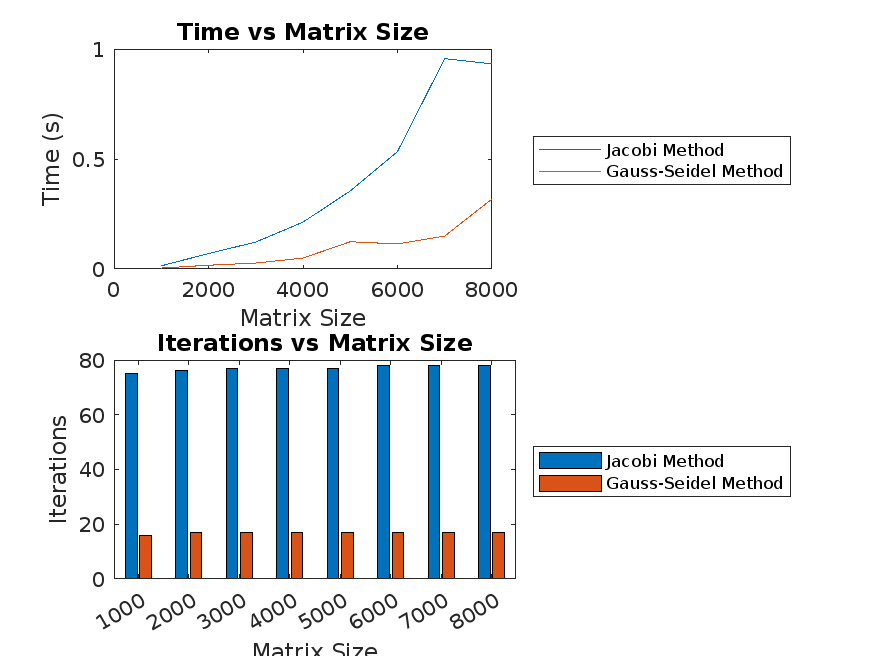 Time vs Matrix Size
1
0.5
0
Time (s)
0 2000 4000 6000 8000
Matrix Size
Jacobi Method
Gauss-Seidel Method
Iterations vs Matrix Size
80
60
40
20
0
Iterations
1000 2000 3000 4000 5000 6000 7000 8000
Matrix Size
Jacobi Method
Gauss-Seidel Method